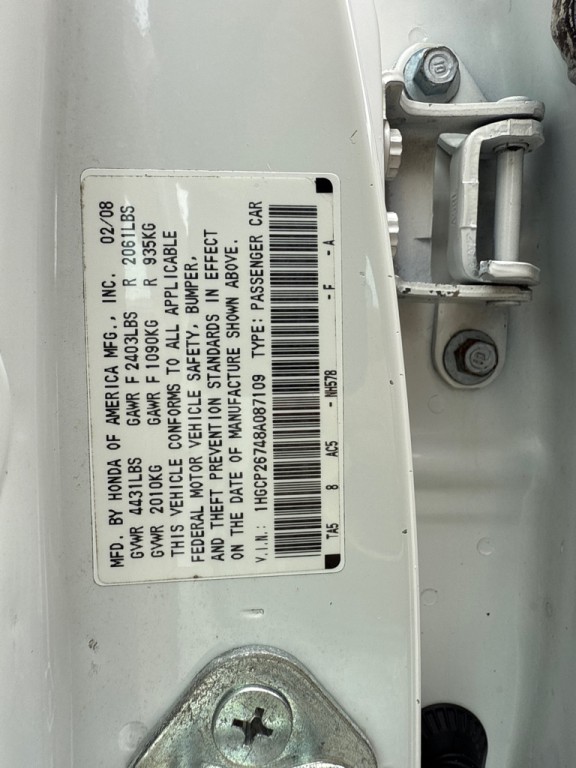 MFD. BY HONDA OF AMERICA MFG., INC. 02/08
GVWR 4431LBS GAWR F 2403LBS R 2061LBS
GVWR 2010KG GAWR F 1090KG R 935KG
THIS VEHICLE CONFORMS TO ALL APPLICABLE
FEDERAL MOTOR VEHICLE SAFETY, BUMPER,
AND THEFT PREVENTION STANDARDS IN EFFECT
ON THE DATE OF MANUFACTURE SHOWN ABOVE.
V.I.N.: 1HGCP26748A087109 TYPE: PASSENGER CAR
TA5 8 AC5 - NH578 - F - A
10
10